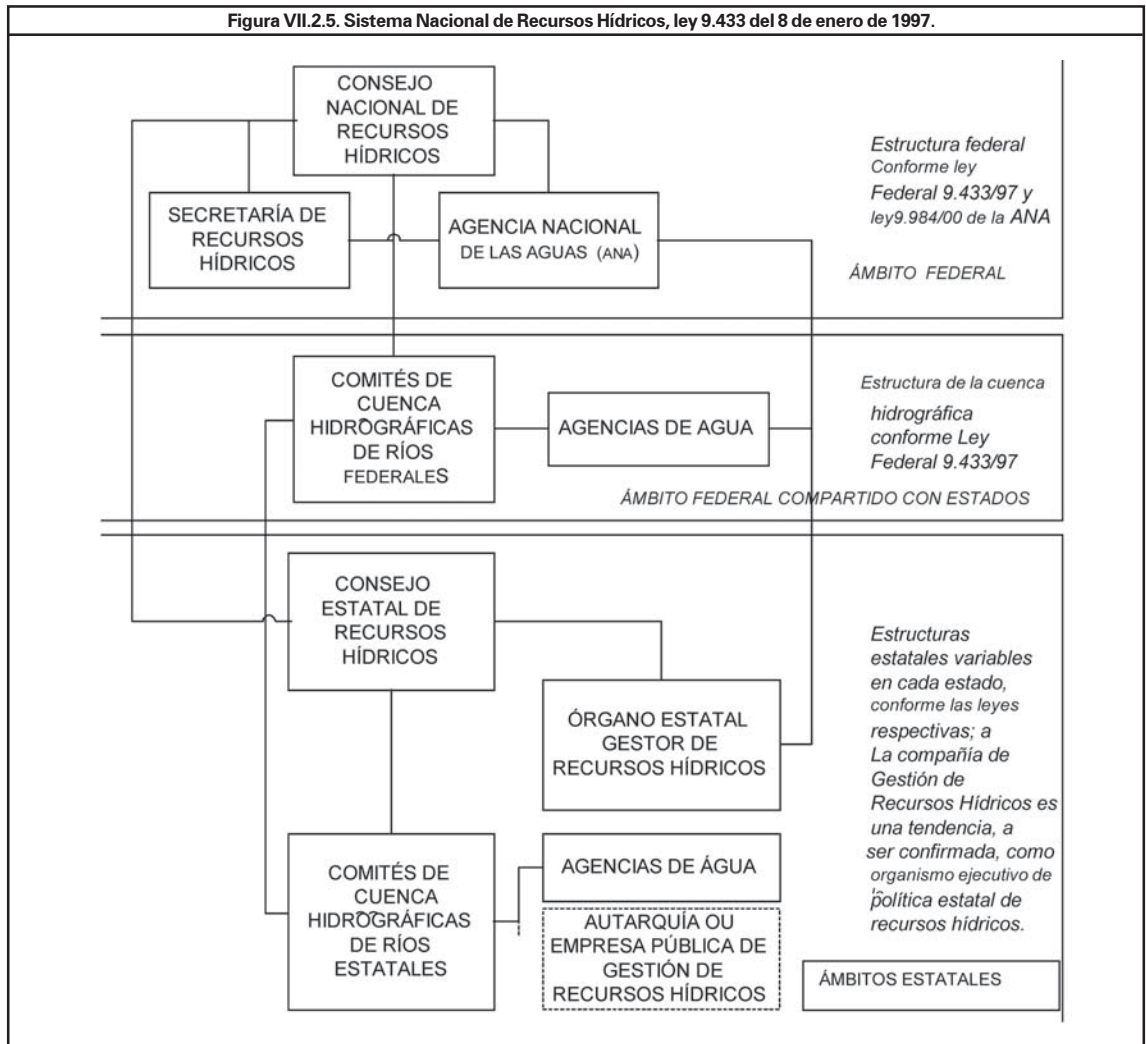 Figura VII.2.5. Sistema Nacional de Recursos Hídricos, ley 9.433 del 8 de enero de 1997.
CONSEJO
NACIONAL DE
RECURSOS
HÍDRICOS
SECRETARÍA DE
RECURSOS
HÍDRICOS
AGENCIA NACIONAL
DE LAS AGUAS (ANA)
Estructura federal
Conforme ley
Federal 9.433/97 y
ley9.984/00 de la ANA
ÁMBITO FEDERAL
COMITÉS DE
CUENCA
HIDROGRÁFICAS
DE RÍOS
FEDERALES
AGENCIAS DE AGUA
Estructura de la cuenca
hidrográfica
conforme Ley
Federal 9.433/97
ÁMBITO FEDERAL COMPARTIDO CON ESTADOS
CONSEJO
ESTATAL DE
RECURSOS
HÍDRICOS
ÓRGANO ESTATAL
GESTOR DE
RECURSOS HÍDRICOS
Estructuras
estatales variables
en cada estado,
conforme las leyes
respectivas; a
La compañía de
Gestión de
Recursos Hídricos es
una tendencia, a
ser confirmada, como
organismo ejecutivo de
política estatal de
recursos hídricos.
COMITÉS DE
CUENCA
HIDROGRÁFICAS
DE RÍOS
ESTATALES
AGENCIAS DE ÁGUA
AUTARQUÍA OU
EMPRESA PÚBLICA DE
GESTIÓN DE
RECURSOS HÍDRICOS
ÁMBITOS ESTATALES